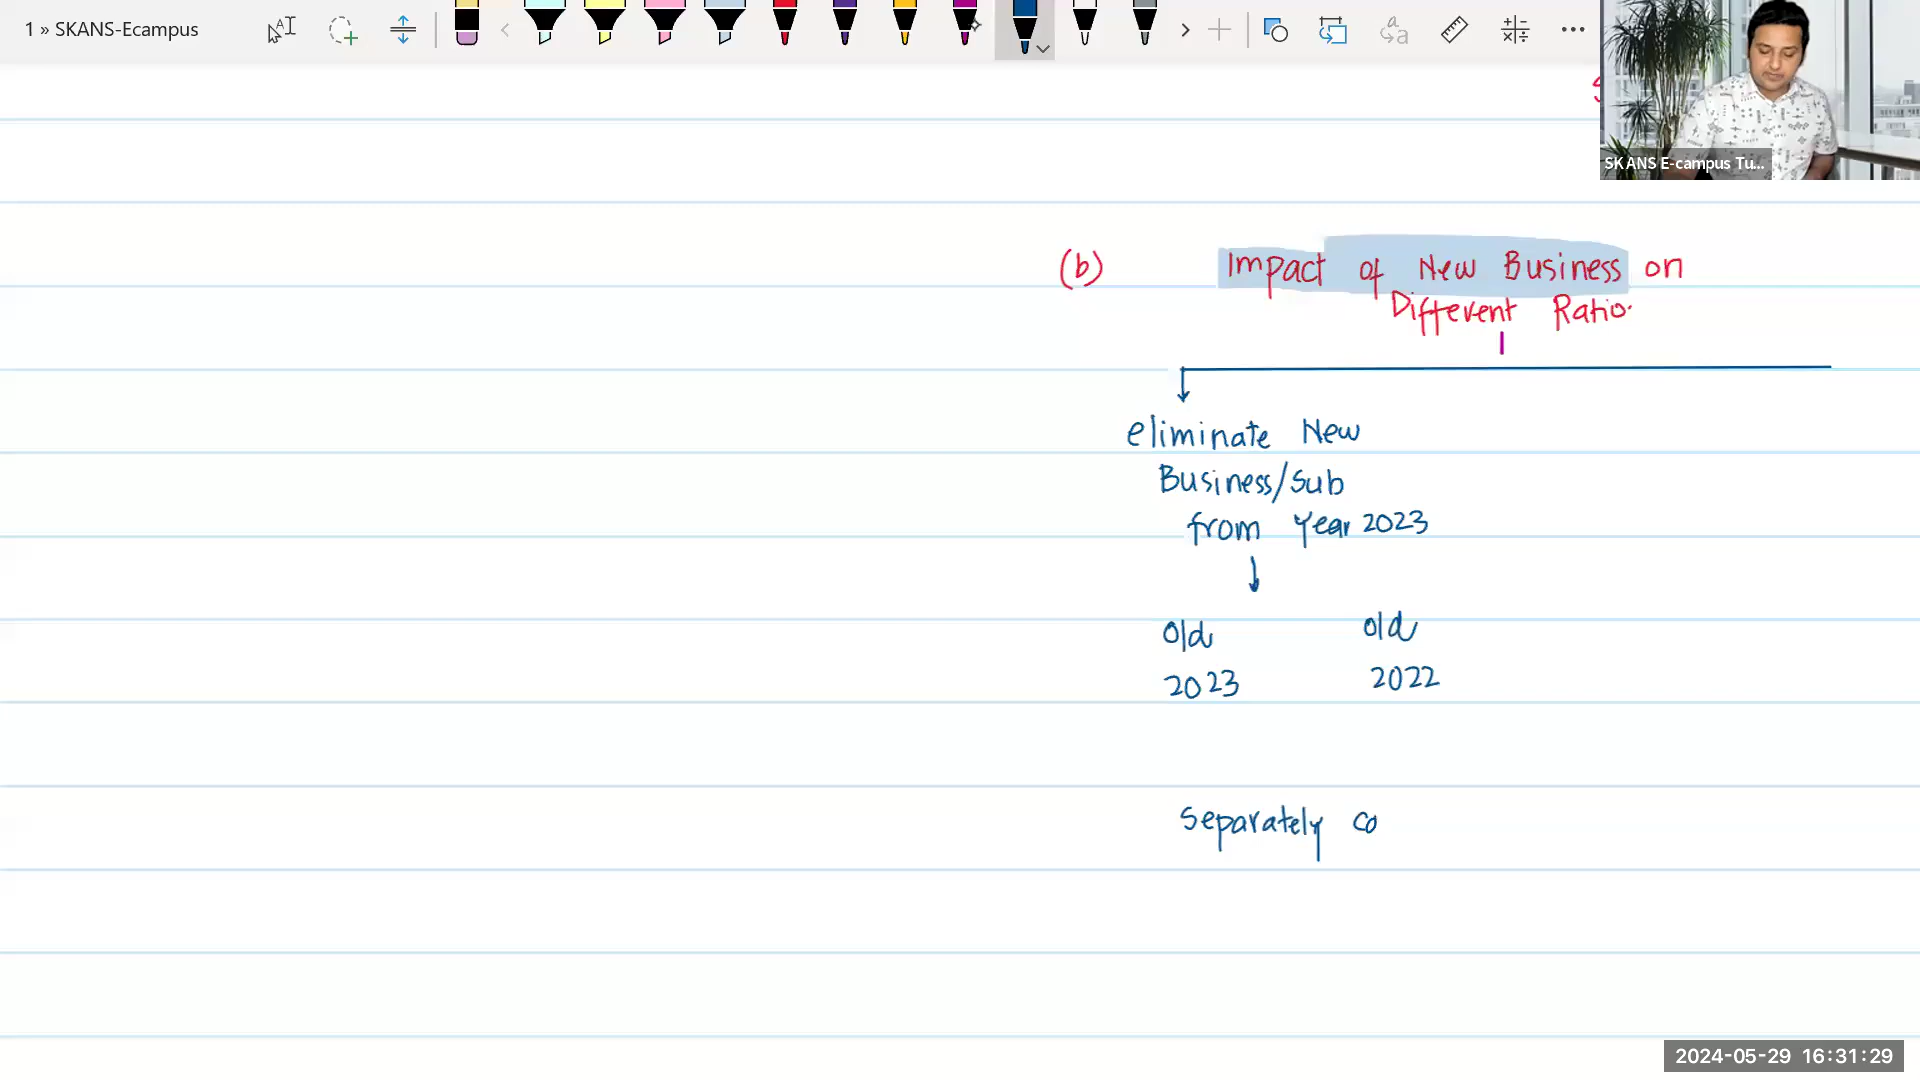 1 » SKANS-Ecampus
SKANS E-campus Tu...
(b) Impact of New Business on
Different Ratio.
eliminate New
Business/Sub
from Year 2023
old old
2023 2022
Separately co
2024-05-29 16:31:29